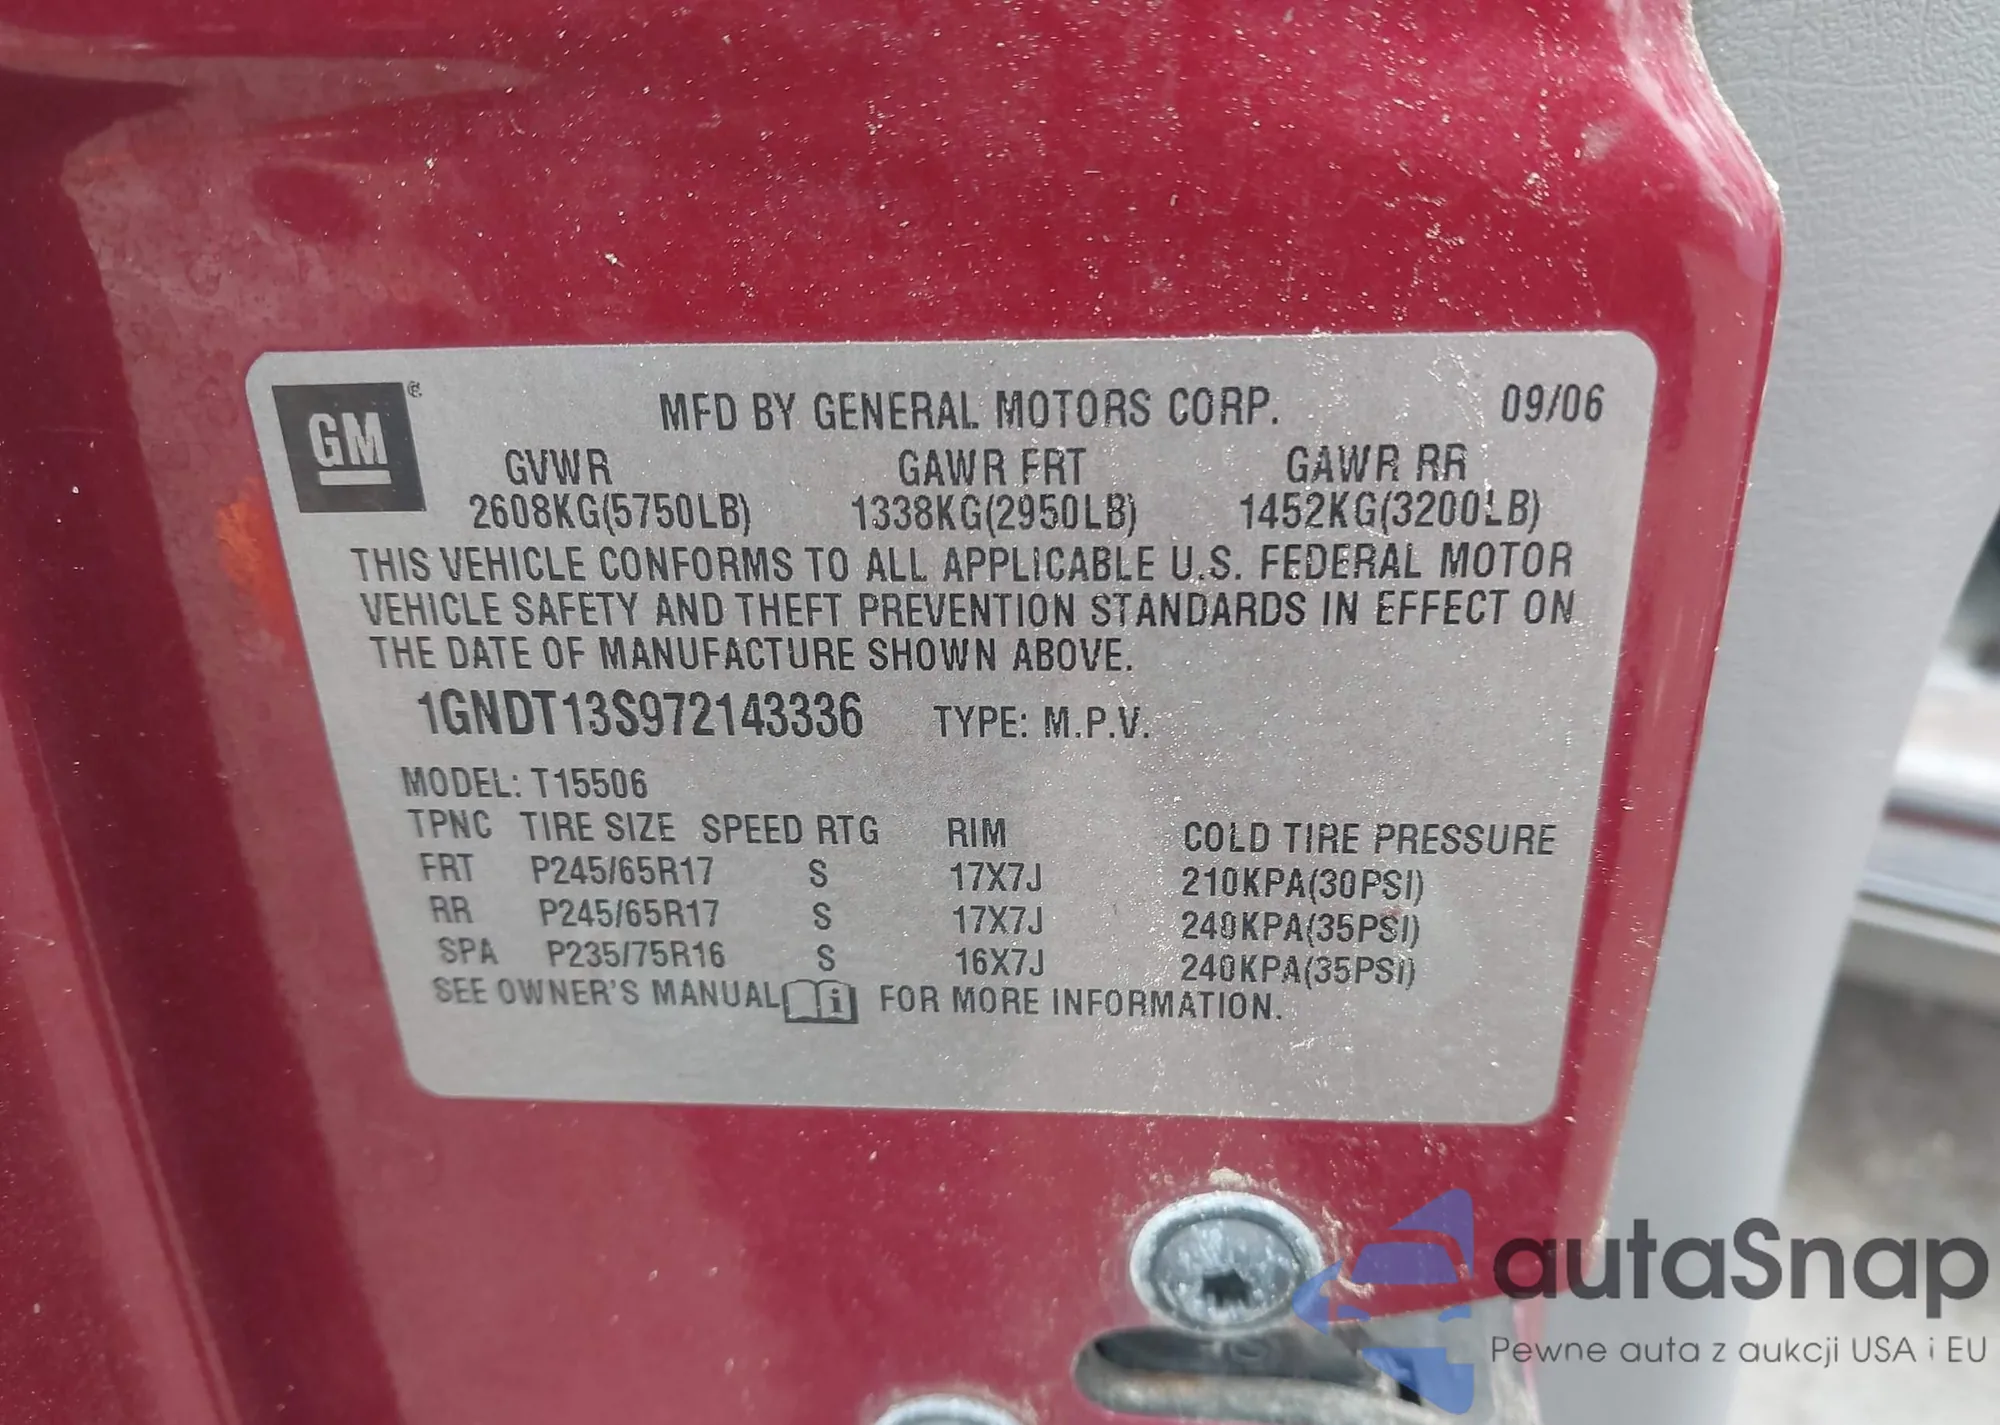 GM®
MFD BY GENERAL MOTORS CORP. 09/06
GVWR GAWR FRT GAWR RR
2608KG(5750LB) 1338KG(2950LB) 1452KG(3200LB)
THIS VEHICLE CONFORMS TO ALL APPLICABLE U.S. FEDERAL MOTOR
VEHICLE SAFETY AND THEFT PREVENTION STANDARDS IN EFFECT ON
THE DATE OF MANUFACTURE SHOWN ABOVE.
1GNDT13S972143336 TYPE: M.P.V.
MODEL: T15506
TPNC TIRE SIZE SPEED RTG RIM COLD TIRE PRESSURE
FRT P245/65R17 S 17X7J 210KPA(30PSI)
RR P245/65R17 S 17X7J 240KPA(35PSI)
SPA P235/75R16 S 16X7J 240KPA(35PSI)
SEE OWNER'S MANUAL i FOR MORE INFORMATION.
autaSnap
Pewne auta z aukcji USA i EU